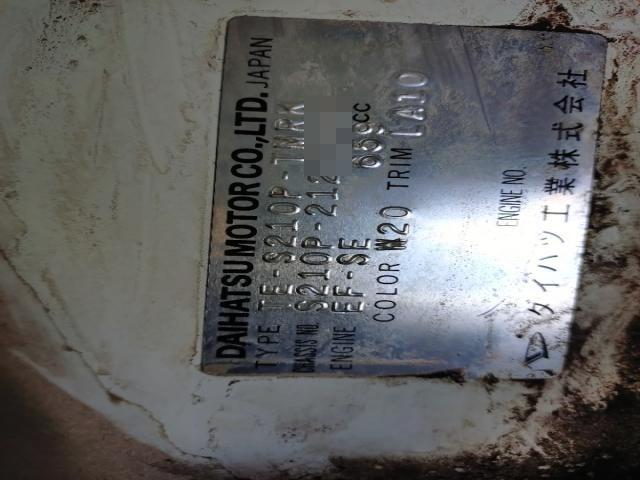 DAIHATSU MOTOR CO.,LTD. JAPAN
TYPE TE-S210P-TMRK
CHASSIS NO. S210P-212
ENGINE EF-SE 659cc
COLOR W20 TRIM LA10
ENGINE NO.
ダイハツ工業株式会社